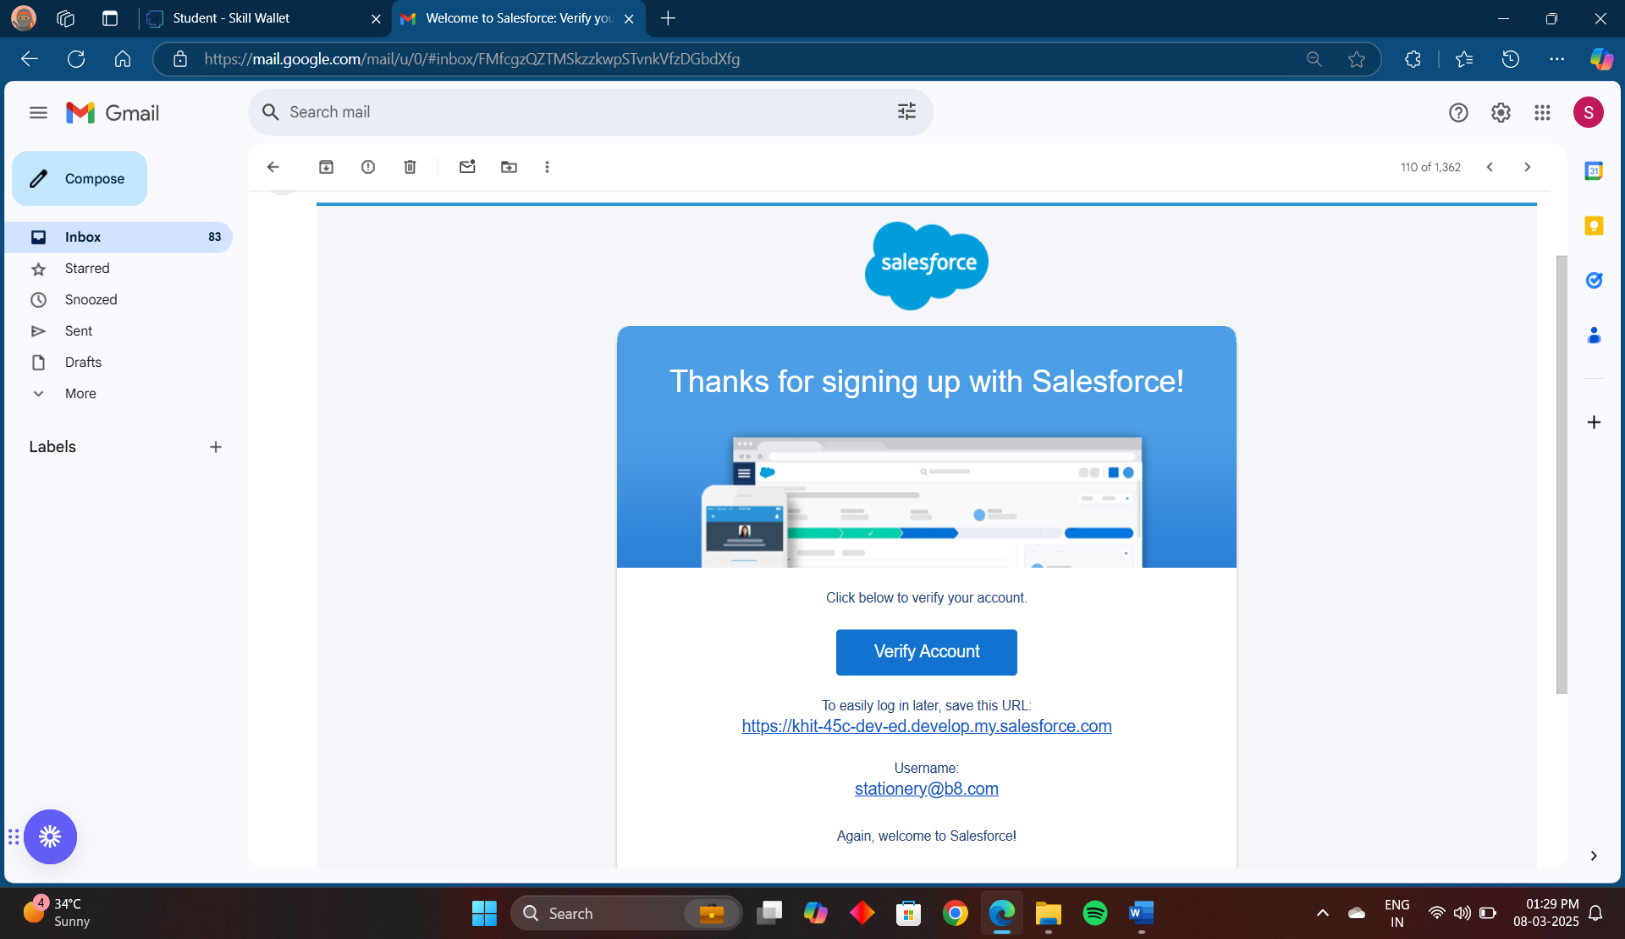 Student - Skill Wallet
Welcome to Salesforce: Verify you
https://mail.google.com/mail/u/0/#inbox/FMfcgzQZTMSkzzkwpSTvnkVfzDGbdXfg
Gmail
Search mail
S
Compose
110 of 1,362
31
Inbox 83
Starred
Snoozed
Sent
Drafts
More
Labels
salesforce
Thanks for signing up with Salesforce!
Click below to verify your account.
Verify Account
To easily log in later, save this URL:
https://khit-45c-dev-ed.develop.my.salesforce.com
Username:
stationery@b8.com
Again, welcome to Salesforce!
4
34°C
Sunny
Search
W
ENG
IN
01:29 PM
08-03-2025